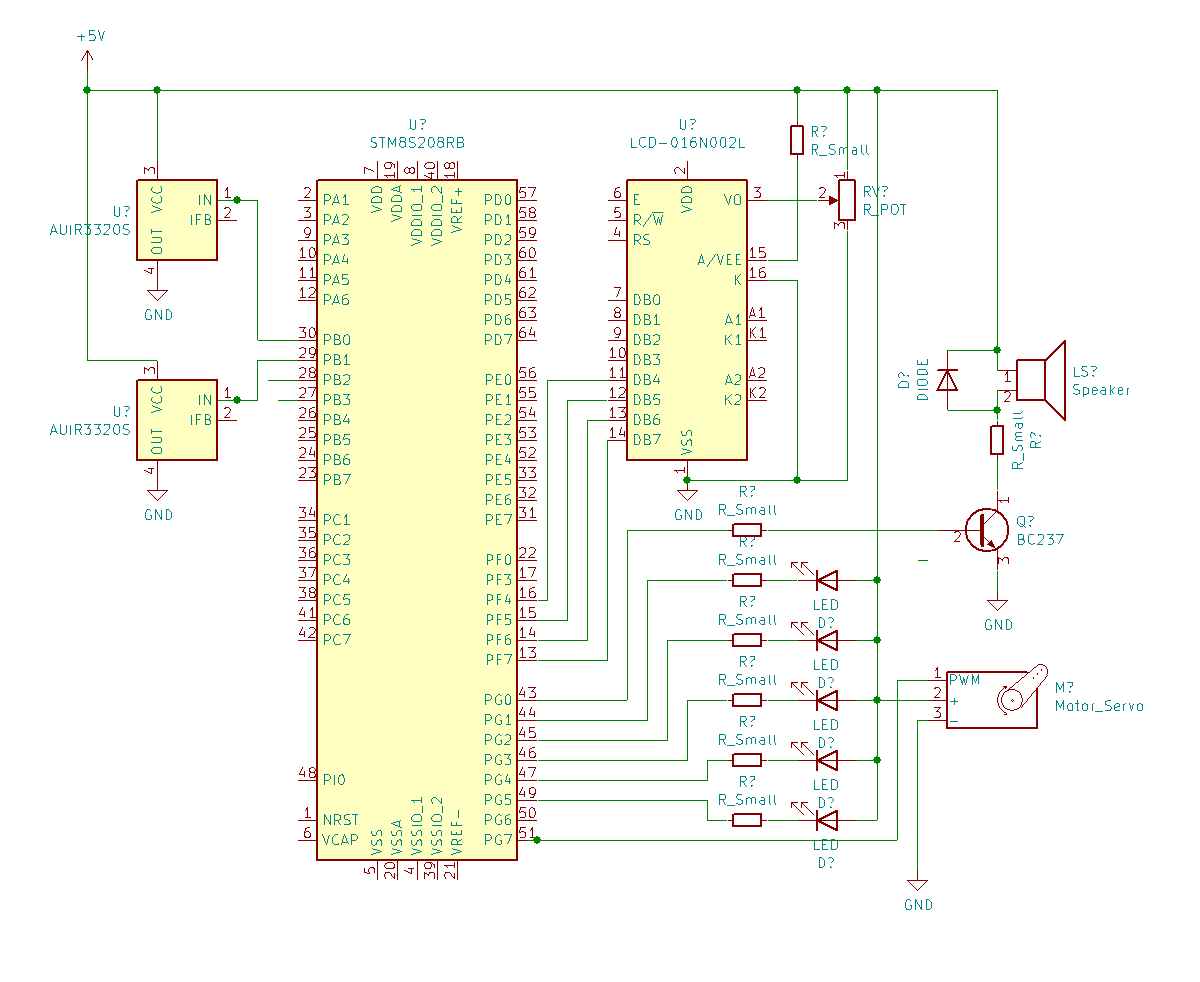 +5V
U?
STM8S208RB
U?
LCD-016N002L
R?
R_Small
RV?
R_POT
1
2
3
U?
AUIR3320S
VCC
3
IN
1
IFB
2
OUT
4
GND
U?
AUIR3320S
VCC
3
IN
1
IFB
2
OUT
4
GND
7
19
8
40
18
VDD
VDDA
VDDIO_1
VDDIO_2
VREF+
2 PA1
3 PA2
9 PA3
10 PA4
11 PA5
12 PA6
30 PB0
29 PB1
28 PB2
27 PB3
26 PB4
25 PB5
24 PB6
23 PB7
34 PC1
35 PC2
36 PC3
37 PC4
38 PC5
41 PC6
42 PC7
48 PI0
1 NRST
6 VCAP
PD0 57
PD1 58
PD2 59
PD3 60
PD4 61
PD5 62
PD6 63
PD7 64
PE0 56
PE1 55
PE2 54
PE3 53
PE4 52
PE5 33
PE6 32
PE7 31
PF0 22
PF3 17
PF4 16
PF5 15
PF6 14
PF7 13
PG0 43
PG1 44
PG2 45
PG3 46
PG4 47
PG5 49
PG6 50
PG7 51
VSS
VSSA
VSSIO_1
VSSIO_2
VREF-
5
20
4
39
21
2
VDD
6 E
5 R/W
4 RS
7 DB0
8 DB1
9 DB2
10 DB3
11 DB4
12 DB5
13 DB6
14 DB7
VO 3
A/VEE 15
K 16
A1 A1
K1 K1
A2 A2
K2 K2
VSS
1
GND
D?
DIODE
LS?
Speaker
1
2
R_Small
R?
Q?
BC237
1
2
3
GND
R?
R_Small
R?
R_Small
LED
D?
R?
R_Small
LED
D?
R?
R_Small
LED
D?
R?
R_Small
LED
D?
R?
R_Small
LED
D?
1 PWM
2 +
3 -
M?
Motor_Servo
GND